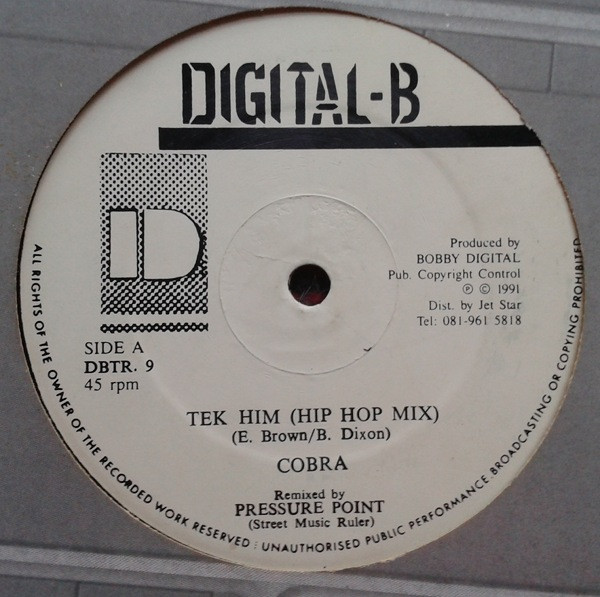 DIGITAL-B
D
Produced by
BOBBY DIGITAL
Pub. Copyright Control
℗ © 1991
Dist. by Jet Star
Tel: 081-961 5818
SIDE A
DBTR. 9
45 rpm
TEK HIM (HIP HOP MIX)
(E. Brown/B. Dixon)
COBRA
Remixed by
PRESSURE POINT
(Street Music Ruler)
ALL RIGHTS OF THE OWNER OF THE RECORDED WORK RESERVED : UNAUTHORISED PUBLIC PERFORMANCE. BROADCASTING OR COPYING PROHIBITED